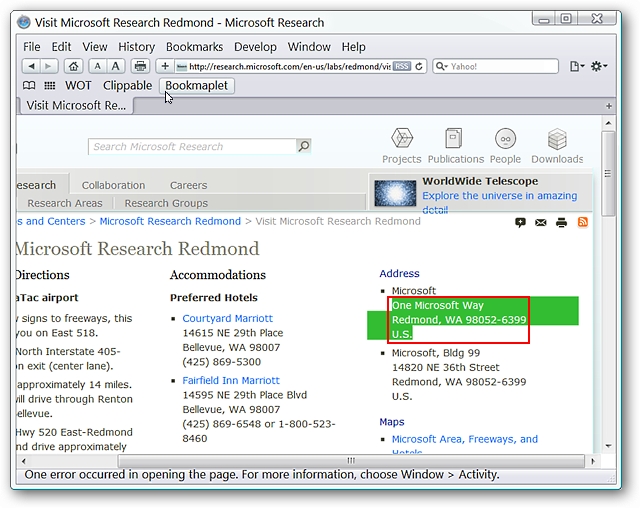 Visit Microsoft Research Redmond - Microsoft Research
File Edit View History Bookmarks Develop Window Help
A A http://research.microsoft.com/en-us/labs/redmond/vis RSS Yahoo!
WOT Clippable Bookmaplet
Visit Microsoft Re...
Search Microsoft Research
Projects Publications People Downloads
esearch Collaboration Careers
Research Areas Research Groups
WorldWide Telescope
Explore the universe in amazing
detail
os and Centers > Microsoft Research Redmond > Visit Microsoft Research Redmond
Microsoft Research Redmond
Directions
aTac airport
w signs to freeways, this
you on East 518.
North Interstate 405-
on exit (center lane).
approximately 14 miles.
will drive through Renton
Bellevue.
Hwy 520 East-Redmond
and drive approximately
Accommodations
Preferred Hotels
Courtyard Marriott
14615 NE 29th Place
Bellevue, WA 98007
(425) 869-5300
Fairfield Inn Marriott
14595 NE 29th Place Blvd
Bellevue, WA 98007
(425) 869-6548 or 1-800-523-
8460
Address
Microsoft
One Microsoft Way
Redmond, WA 98052-6399
U.S.
Microsoft, Bldg 99
14820 NE 36th Street
Redmond, WA 98052-6399
U.S.
Maps
Microsoft Area, Freeways, and
Hotels
One error occurred in opening the page. For more information, choose Window > Activity.